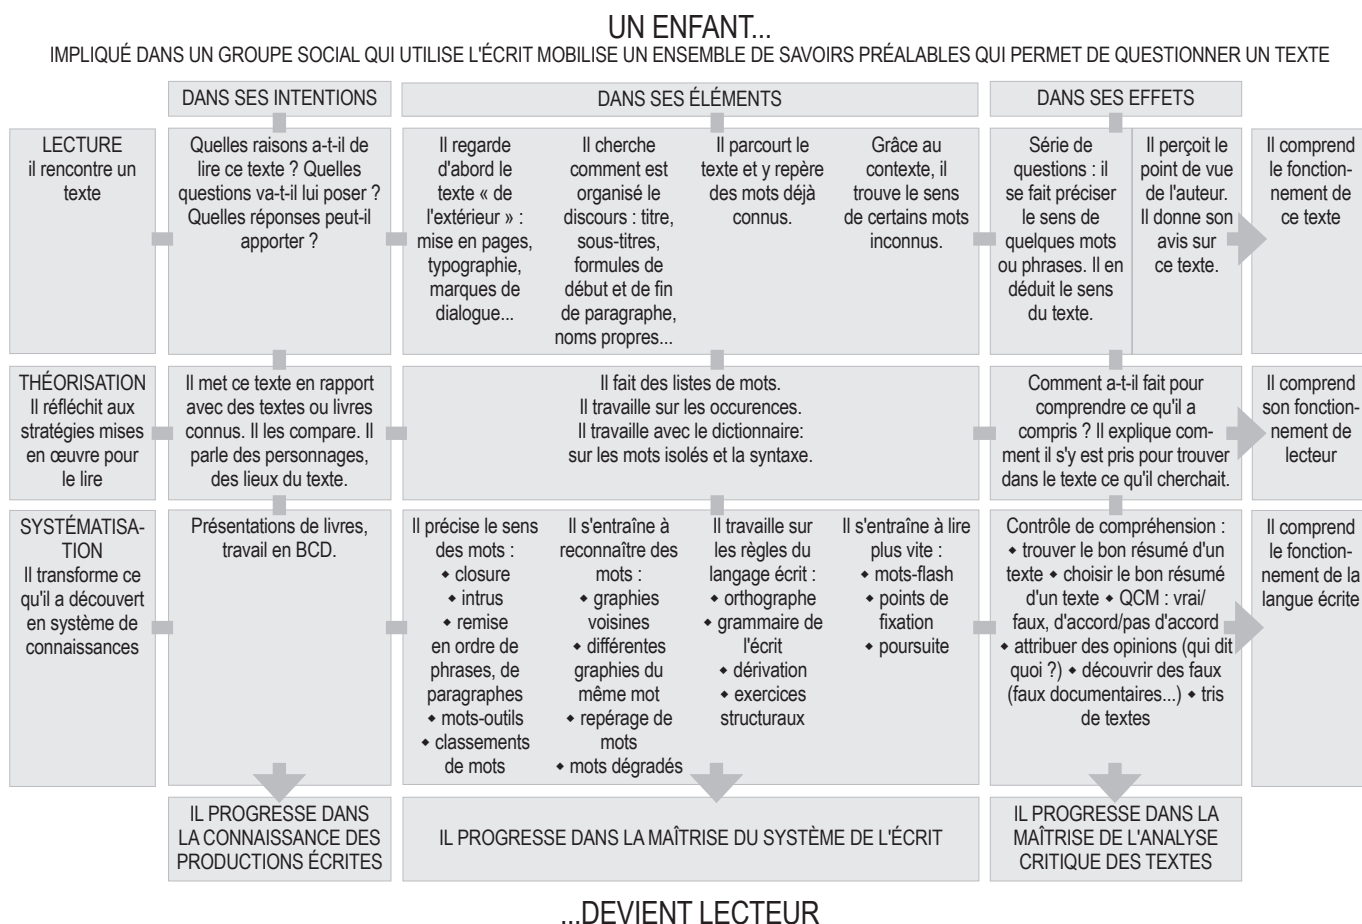 UN ENFANT...
IMPLIQUÉ DANS UN GROUPE SOCIAL QUI UTILISE L'ÉCRIT MOBILISE UN ENSEMBLE DE SAVOIRS PRÉALABLES QUI PERMET DE QUESTIONNER UN TEXTE
DANS SES INTENTIONS
DANS SES ÉLÉMENTS
DANS SES EFFETS
LECTURE
il rencontre un
texte
Quelles raisons a-t-il de
lire ce texte ? Quelles
questions va-t-il lui poser ?
Quelles réponses peut-il
apporter ?
Il regarde
d'abord le
texte « de
l'extérieur » :
mise en pages,
typographie,
marques de
dialogue...
Il cherche
comment est
organisé le
discours : titre,
sous-titres,
formules de
début et de fin
de paragraphe,
noms propres...
Il parcourt le
texte et y repère
des mots déjà
connus.
Grâce au
contexte, il
trouve le sens
de certains mots
inconnus.
Série de
questions : il
se fait préciser
le sens de
quelques mots
ou phrases. Il en
déduit le sens
du texte.
Il perçoit le
point de vue
de l'auteur.
Il donne son
avis sur
ce texte.
Il comprend
le fonction-
nement de
ce texte
THÉORISATION
Il réfléchit aux
stratégies mises
en œuvre pour
le lire
Il met ce texte en rapport
avec des textes ou livres
connus. Il les compare. Il
parle des personnages,
des lieux du texte.
Il fait des listes de mots.
Il travaille sur les occurences.
Il travaille avec le dictionnaire:
sur les mots isolés et la syntaxe.
Comment a-t-il fait pour
comprendre ce qu'il a
compris ? Il explique com-
ment il s'y est pris pour trouver
dans le texte ce qu'il cherchait.
Il comprend
son fonction-
nement de
lecteur
SYSTÉMATISA-
TION
Il transforme ce
qu'il a découvert
en système de
connaissances
Présentations de livres,
travail en BCD.
Il précise le sens
des mots :
◆ closure
◆ intrus
◆ remise
en ordre de
phrases, de
paragraphes
◆ mots-outils
◆ classements
de mots
Il s'entraîne à
reconnaître des
mots :
◆ graphies
voisines
◆ différentes
graphies du
même mot
◆ repérage de
mots
◆ mots dégradés
Il travaille sur
les règles du
langage écrit :
◆ orthographe
◆ grammaire de
l'écrit
◆ dérivation
◆ exercices
structuraux
Il s'entraîne à lire
plus vite :
◆ mots-flash
◆ points de
fixation
◆ poursuite
Contrôle de compréhension :
◆ trouver le bon résumé d'un
texte ◆ choisir le bon résumé
d'un texte ◆ QCM : vrai/
faux, d'accord/pas d'accord
◆ attribuer des opinions (qui dit
quoi ?) ◆ découvrir des faux
(faux documentaires...) ◆ tris
de textes
Il comprend
le fonction-
nement de la
langue écrite
IL PROGRESSE DANS
LA CONNAISSANCE DES
PRODUCTIONS ÉCRITES
IL PROGRESSE DANS LA MAÎTRISE DU SYSTÈME DE L'ÉCRIT
IL PROGRESSE DANS LA
MAÎTRISE DE L'ANALYSE
CRITIQUE DES TEXTES
...DEVIENT LECTEUR